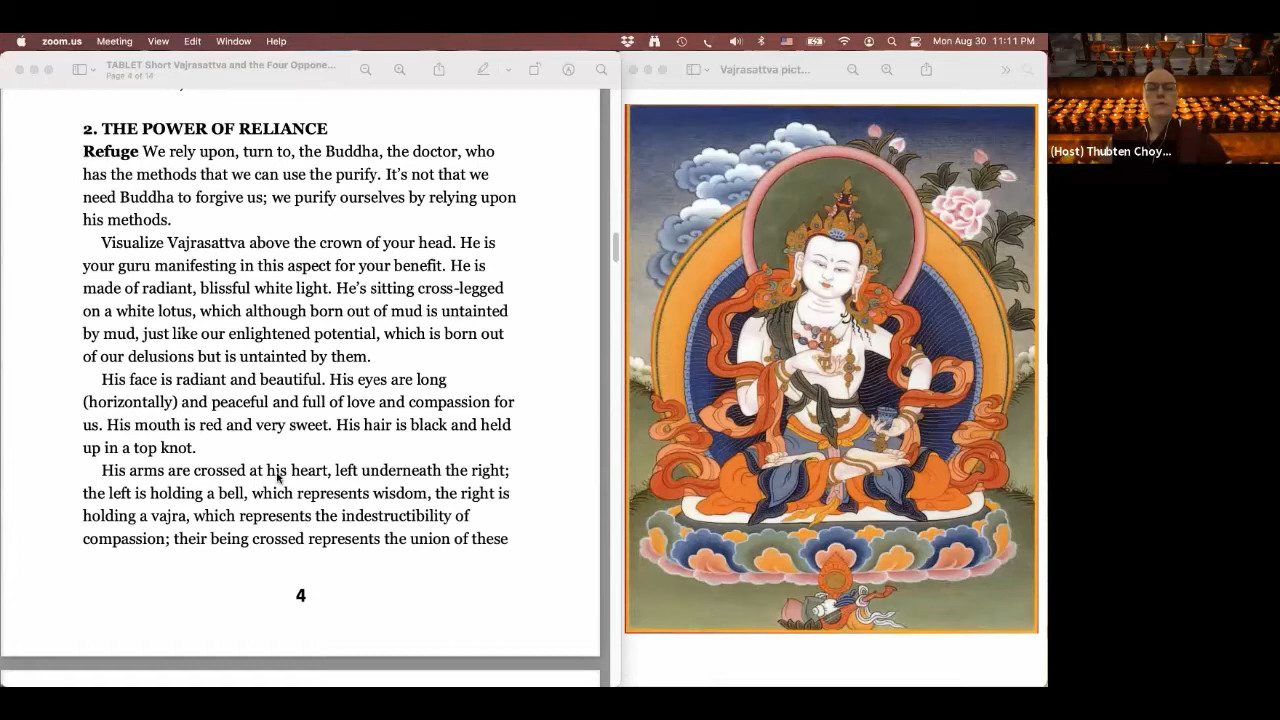 zoom.us Meeting View Edit Window Help
Mon Aug 30 11:11 PM
TABLET Short Vajrasattva and the Four Oppone...
Page 4 of 14
Vajrasattva pict...
2. THE POWER OF RELIANCE
Refuge We rely upon, turn to, the Buddha, the doctor, who
has the methods that we can use the purify. It’s not that we
need Buddha to forgive us; we purify ourselves by relying upon
his methods.
Visualize Vajrasattva above the crown of your head. He is
your guru manifesting in this aspect for your benefit. He is
made of radiant, blissful white light. He’s sitting cross-legged
on a white lotus, which although born out of mud is untainted
by mud, just like our enlightened potential, which is born out
of our delusions but is untainted by them.
His face is radiant and beautiful. His eyes are long
(horizontally) and peaceful and full of love and compassion for
us. His mouth is red and very sweet. His hair is black and held
up in a top knot.
His arms are crossed at his heart, left underneath the right;
the left is holding a bell, which represents wisdom, the right is
holding a vajra, which represents the indestructibility of
compassion; their being crossed represents the union of these
4
(Host) Thubten Choy...